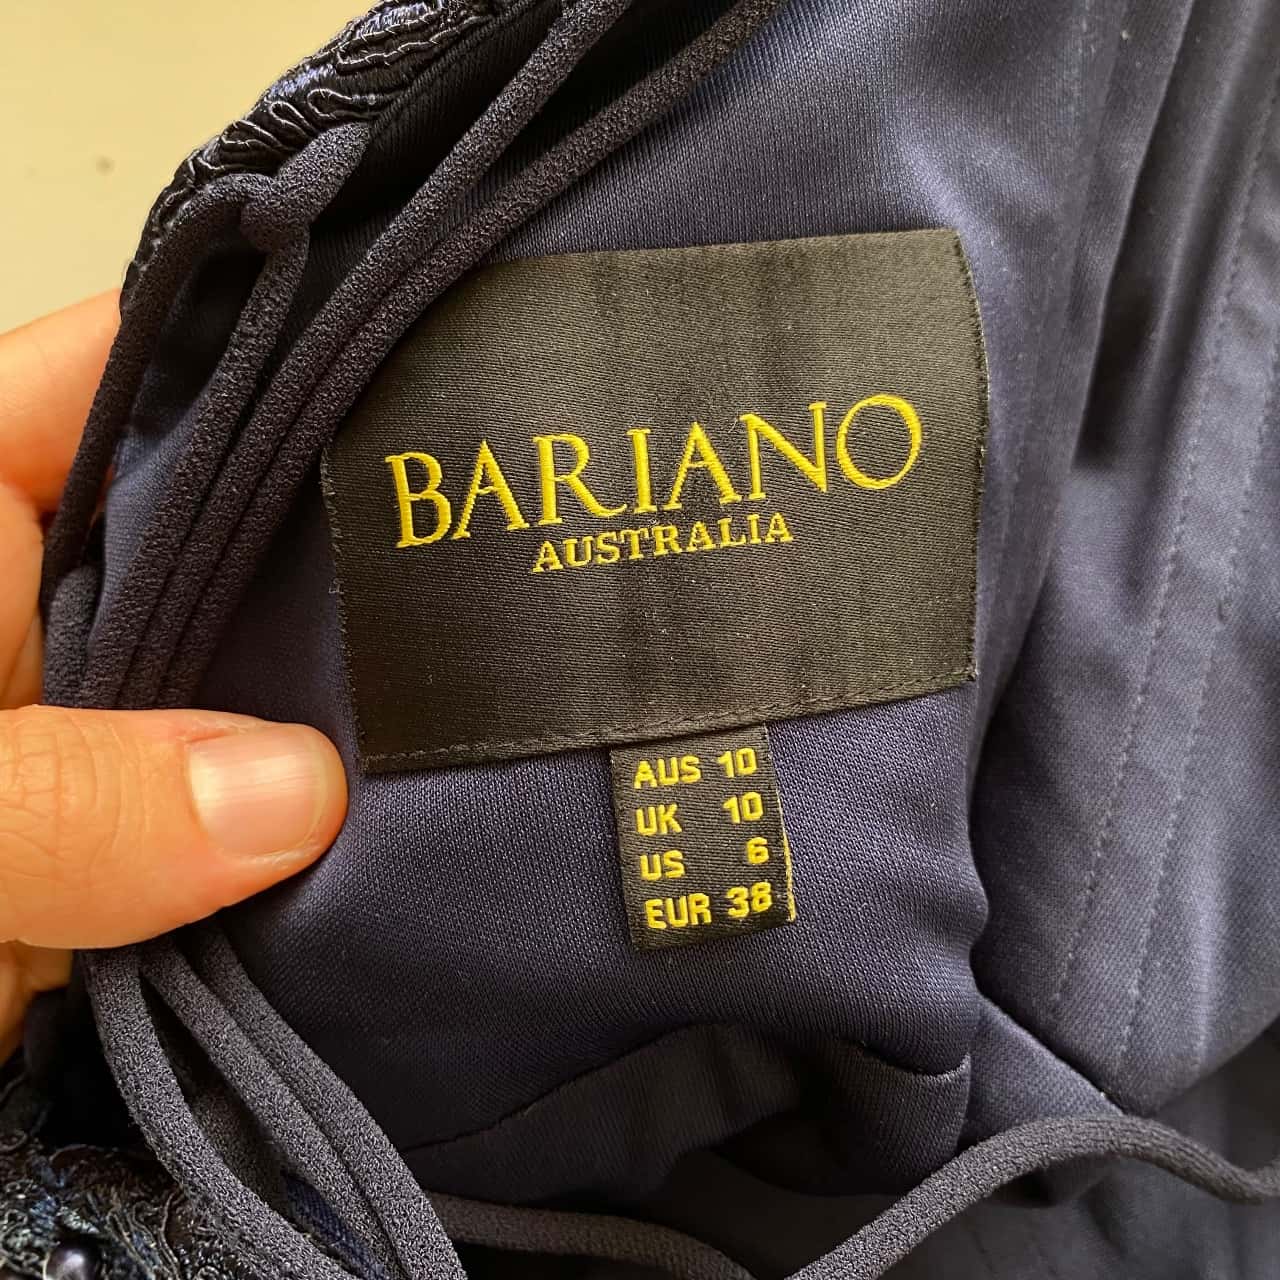 BARIANO
AUSTRALIA
AUS 10
UK 10
US 6
EUR 38